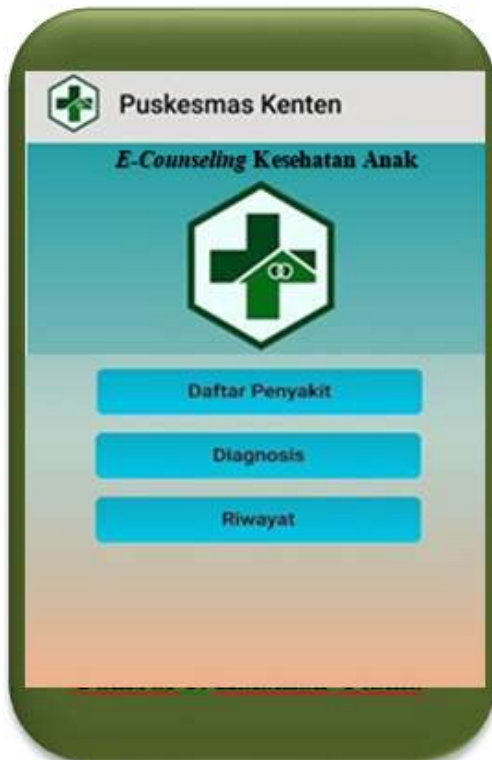 Puskesmas Kenten
E-Counseling Kesehatan Anak
Daftar Penyakit
Diagnosis
Riwayat